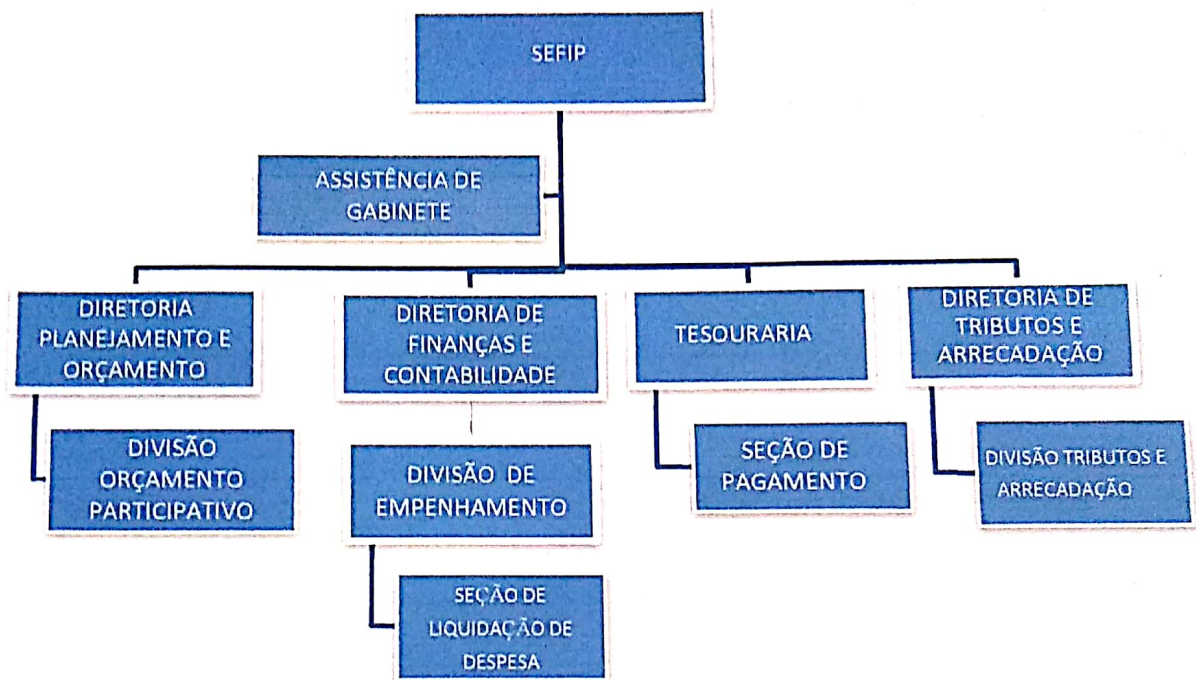 SEFIP
ASSISTÊNCIA DE
GABINETE
DIRETORIA
PLANEJAMENTO E
ORÇAMENTO
DIRETORIA DE
FINANÇAS E
CONTABILIDADE
TESOURARIA
DIRETORIA DE
TRIBUTOS E
ARRECADAÇÃO
DIVISÃO
ORÇAMENTO
PARTICIPATIVO
DIVISÃO DE
EMPENHAMENTO
SEÇÃO DE
PAGAMENTO
DIVISÃO TRIBUTOS E
ARRECADAÇÃO
SEÇÃO DE
LIQUIDAÇÃO DE
DESPESA